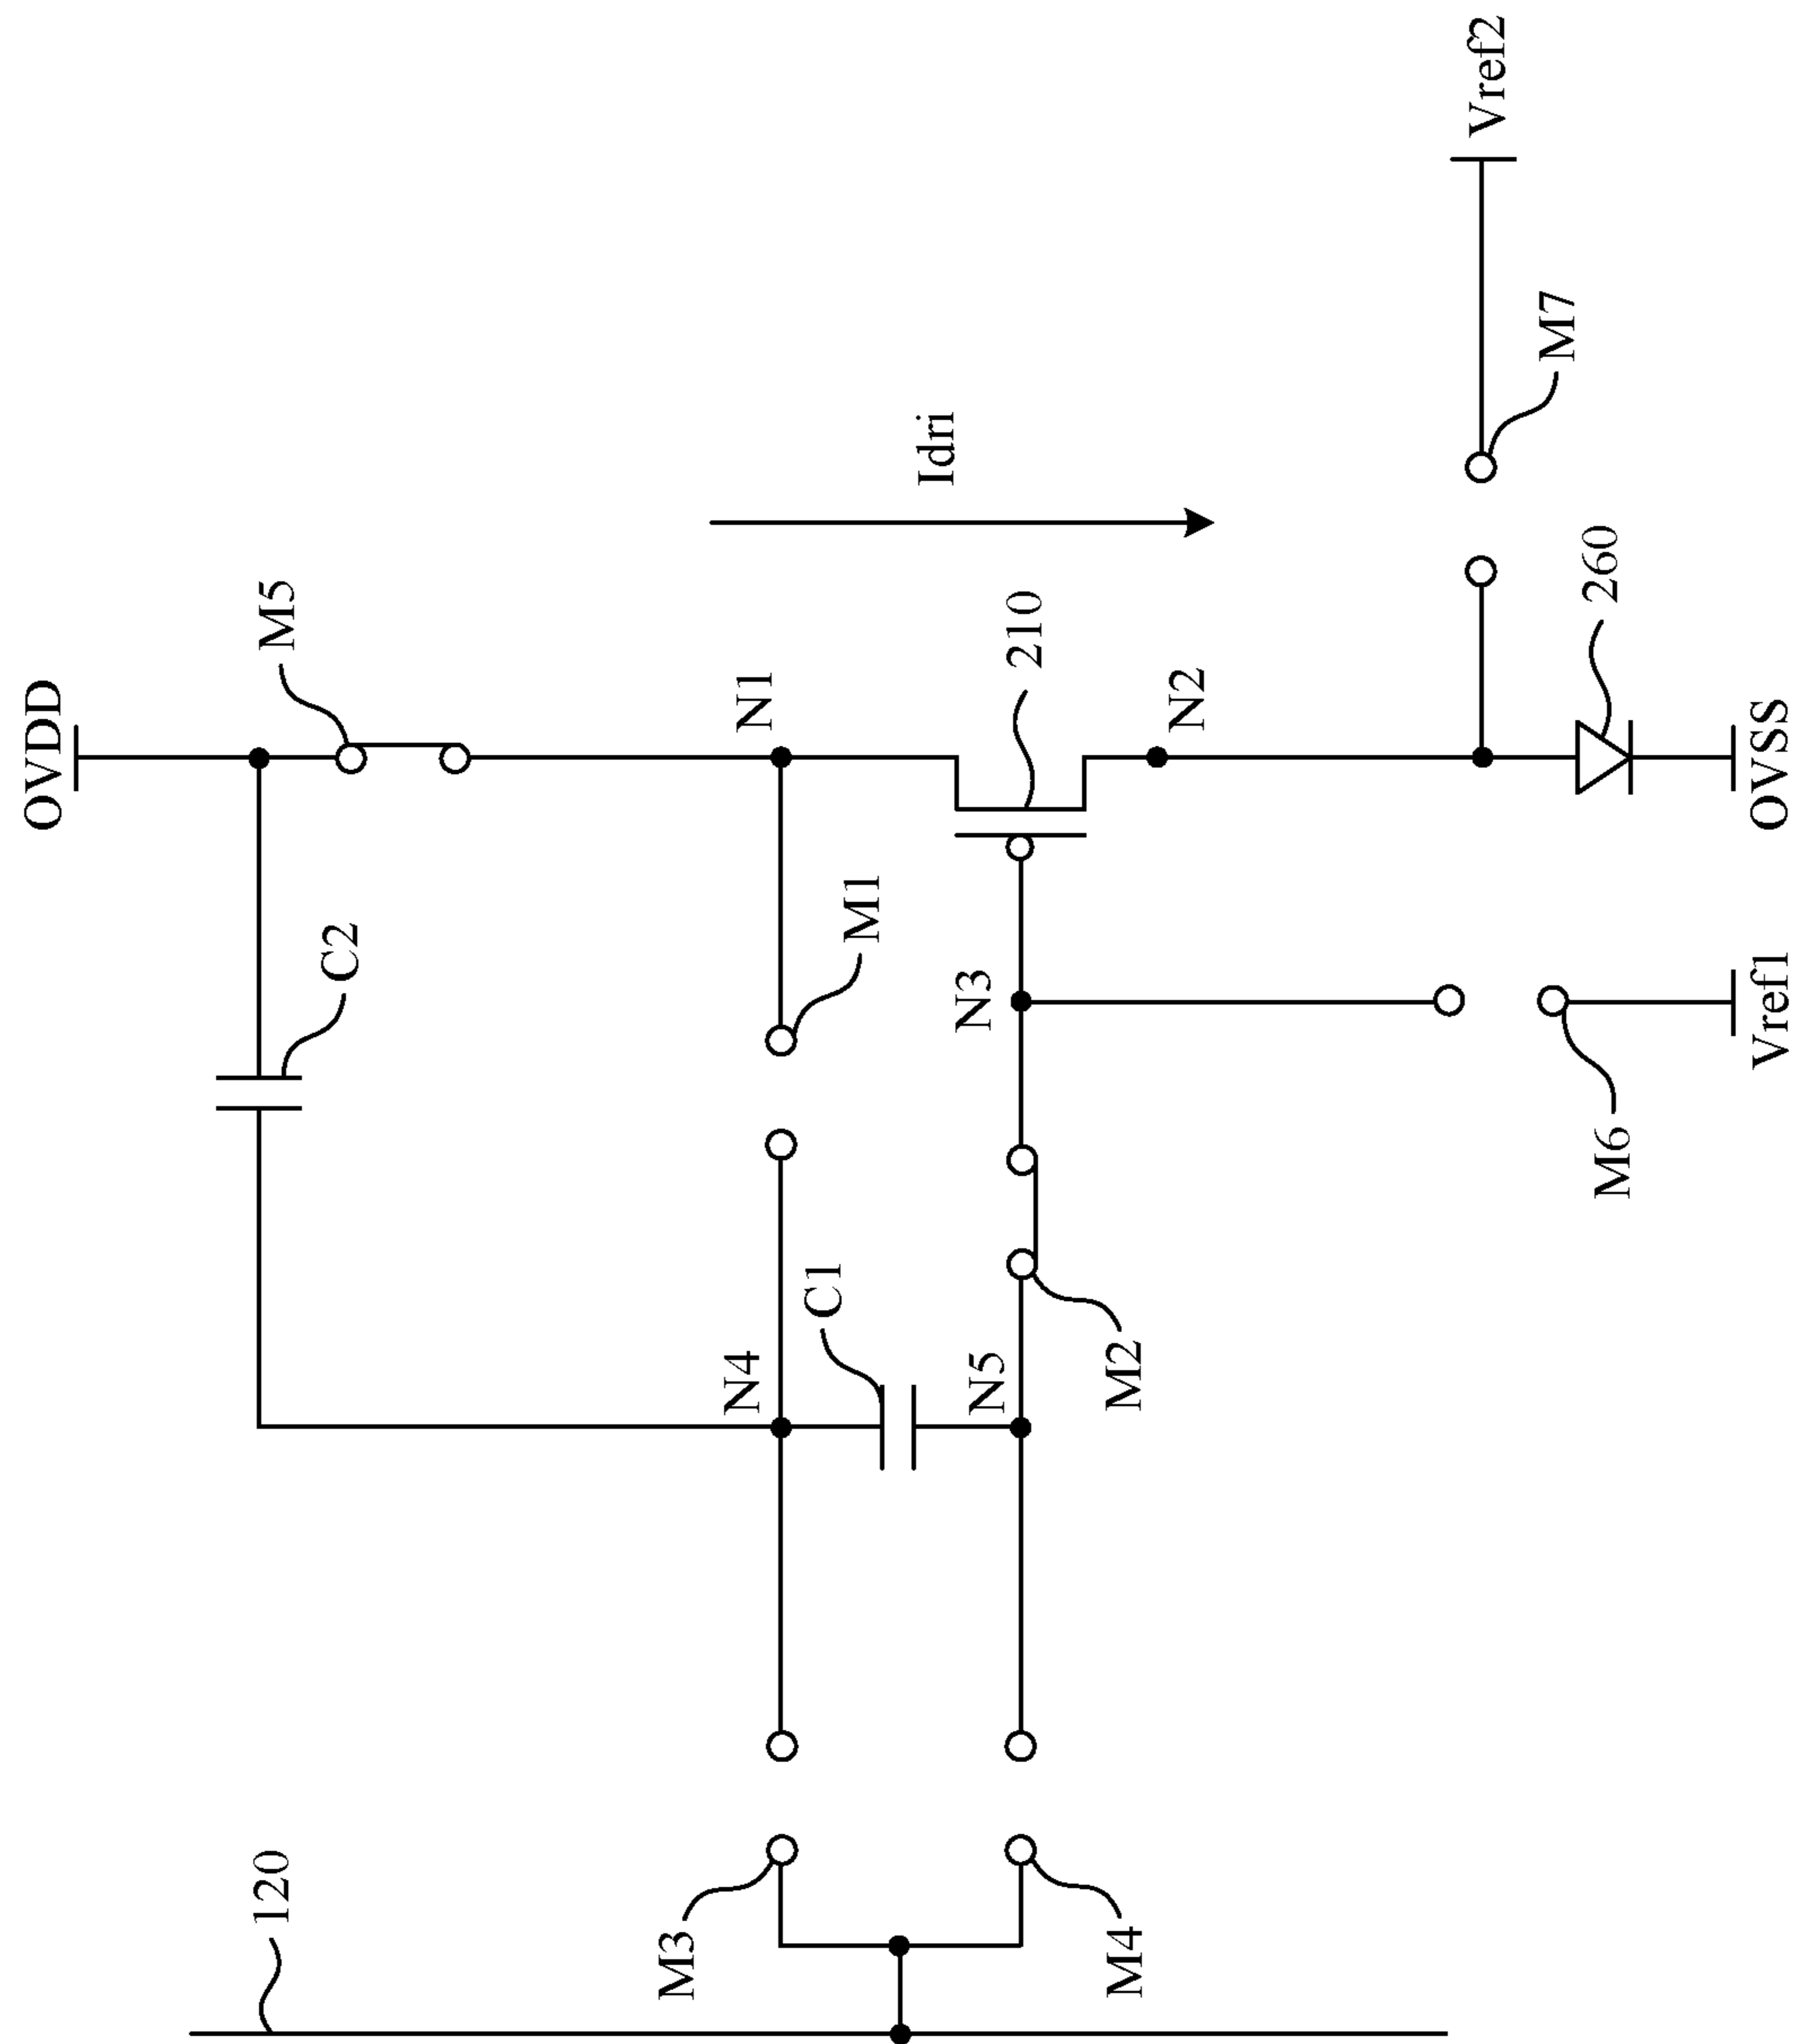 OVDD
M5
C2
N1
Idri
Vref2
M1
210
M7
N4
C1
N3
N2
260
N5
M2
M6
Vref1
OVSS
120
M3
M4